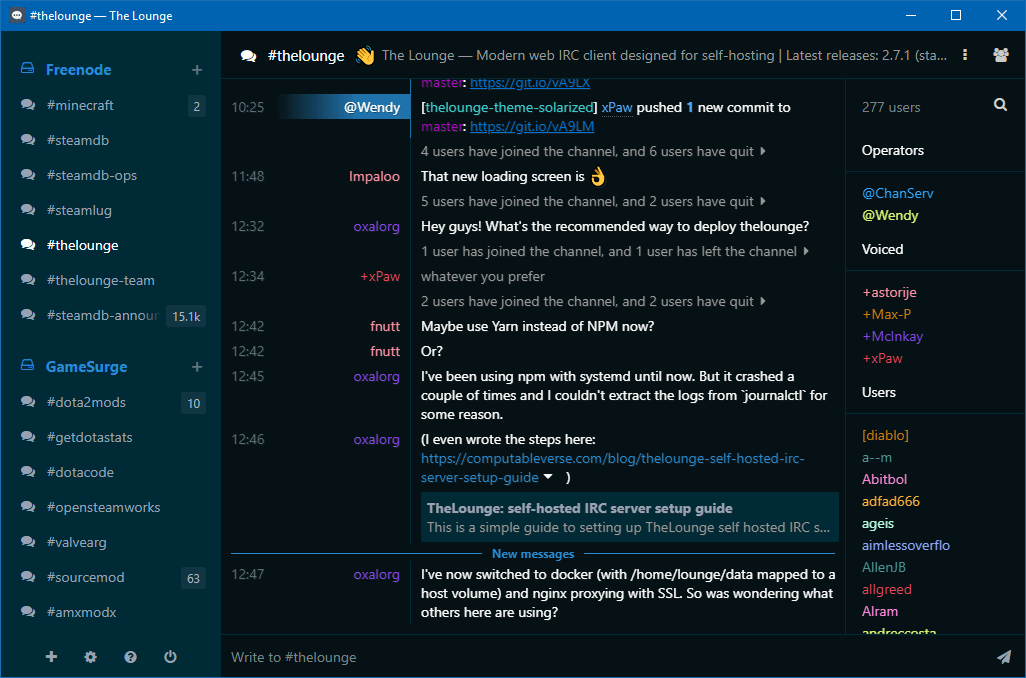 #thelounge — The Lounge
Freenode +
#minecraft 2
#steamdb
#steamdb-ops
#steamlug
#thelounge
#thelounge-team
#steamdb-announ 15.1k
GameSurge +
#dota2mods 10
#getdotastats
#dotacode
#opensteamworks
#valvearg
#sourcemod 63
#amxmodx
#thelounge 👋 The Lounge — Modern web IRC client designed for self-hosting | Latest releases: 2.7.1 (sta...
master: https://git.io/vA9LX
10:25 @Wendy [thelounge-theme-solarized] xPaw pushed 1 new commit to
master: https://git.io/vA9LM
4 users have joined the channel, and 6 users have quit
11:48 Impaloo That new loading screen is 👌
5 users have joined the channel, and 2 users have quit
12:32 oxalorg Hey guys! What's the recommended way to deploy thelounge?
1 user has joined the channel, and 1 user has left the channel
12:34 +xPaw whatever you prefer
2 users have joined the channel, and 2 users have quit
12:42 fnutt Maybe use Yarn instead of NPM now?
12:42 fnutt Or?
12:45 oxalorg I've been using npm with systemd until now. But it crashed a
couple of times and I couldn't extract the logs from `journalctl` for
some reason.
12:46 oxalorg (I even wrote the steps here:
https://computableverse.com/blog/thelounge-self-hosted-irc-
server-setup-guide )
TheLounge: self-hosted IRC server setup guide
This is a simple guide to setting up TheLounge self hosted IRC s...
New messages
12:47 oxalorg I've now switched to docker (with /home/lounge/data mapped to a
host volume) and nginx proxying with SSL. So was wondering what
others here are using?
Write to #thelounge
277 users
Operators
@ChanServ
@Wendy
Voiced
+astorije
+Max-P
+McInkay
+xPaw
Users
[diablo]
a--m
Abitbol
adfad666
ageis
aimlessoverflo
AllenJB
allgreed
Alram
andreccosta